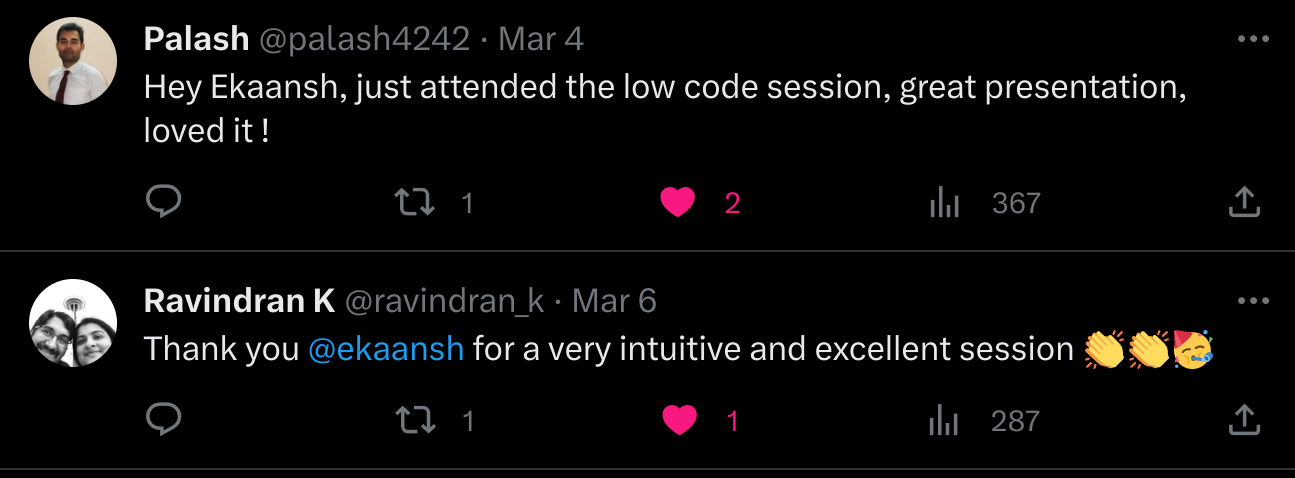 Palash @palash4242 · Mar 4
Hey Ekaansh, just attended the low code session, great presentation,
loved it !
1 2 367
Ravindran K @ravindran_k · Mar 6
Thank you @ekaansh for a very intuitive and excellent session 👏👏🥳
1 1 287